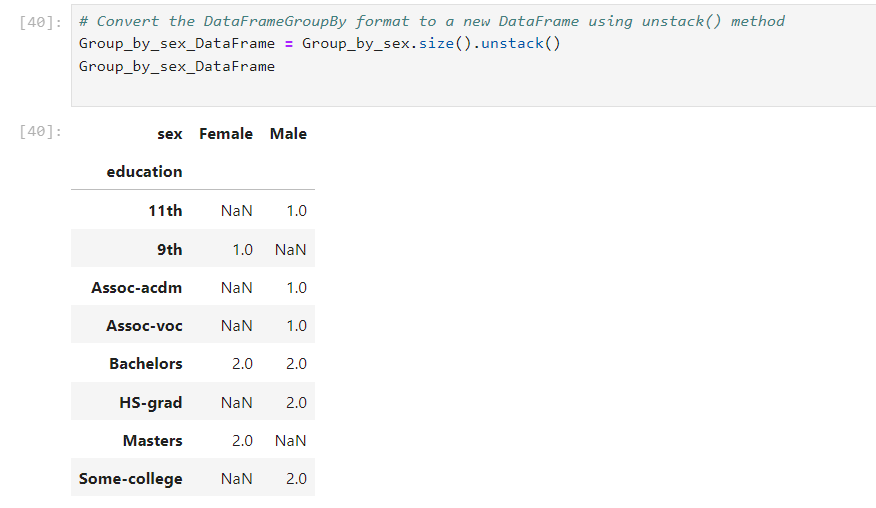 [40]: # Convert the DataFrameGroupBy format to a new DataFrame using unstack() method
Group_by_sex_DataFrame = Group_by_sex.size().unstack()
Group_by_sex_DataFrame
[40]: sex Female Male
education
11th NaN 1.0
9th 1.0 NaN
Assoc-acdm NaN 1.0
Assoc-voc NaN 1.0
Bachelors 2.0 2.0
HS-grad NaN 2.0
Masters 2.0 NaN
Some-college NaN 2.0